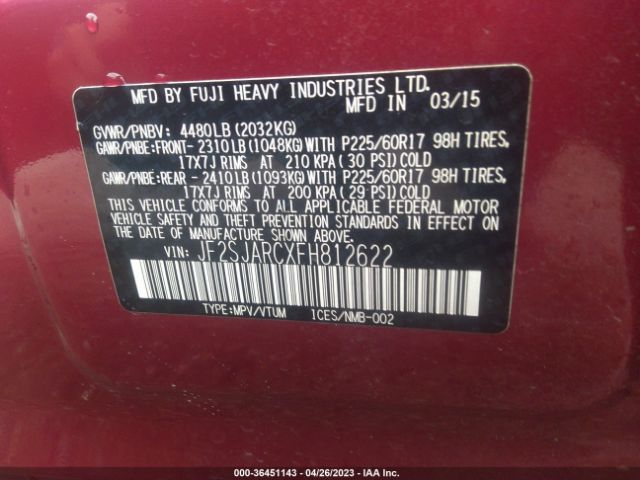 MFD BY FUJI HEAVY INDUSTRIES LTD.
MFD IN 03/15
GVWR/PNBV: 4480LB (2032KG)
GAWR/PNBE:FRONT- 2310LB (1048KG) WITH P225/60R17 98H TIRES,
17X7J RIMS AT 210 KPA ( 30 PSI) COLD
GAWR/PNBE:REAR - 2410LB (1093KG) WITH P225/60R17 98H TIRES,
17X7J RIMS AT 200 KPA ( 29 PSI) COLD
THIS VEHICLE CONFORMS TO ALL APPLICABLE FEDERAL MOTOR
VEHICLE SAFETY AND THEFT PREVENTION STANDARDS IN EFFECT ON
THE DATE OF MANUFACTURE SHOWN ABOVE.
VIN: JF2SJARCXFH812622
TYPE:MPV/VTUM ICES/NMB-002
000-36451143 - 04/26/2023 - IAA Inc.